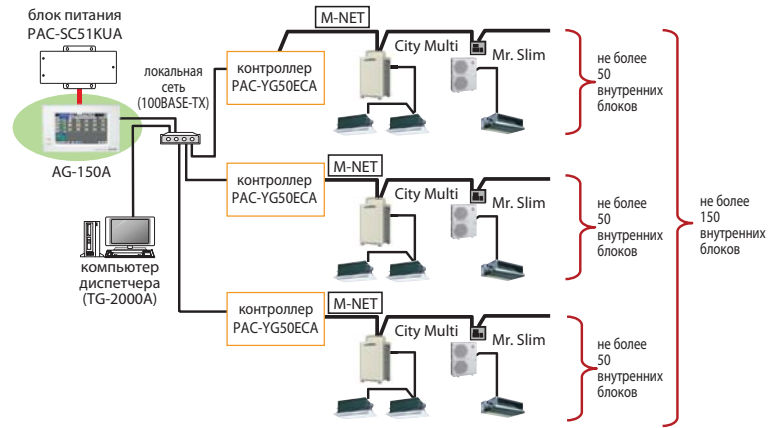 блок питания
PAC-SC51KUA
AG-150A
локальная
сеть
(100BASE-TX)
компьютер
диспетчера
(TG-2000A)
контроллер
PAC-YG50ECA
M-NET
City Multi
Mr. Slim
не более
50
внутренних
блоков
контроллер
PAC-YG50ECA
M-NET
City Multi
Mr. Slim
не более
50
внутренних
блоков
контроллер
PAC-YG50ECA
M-NET
City Multi
Mr. Slim
не более
50
внутренних
блоков
не более
150
внутренних
блоков